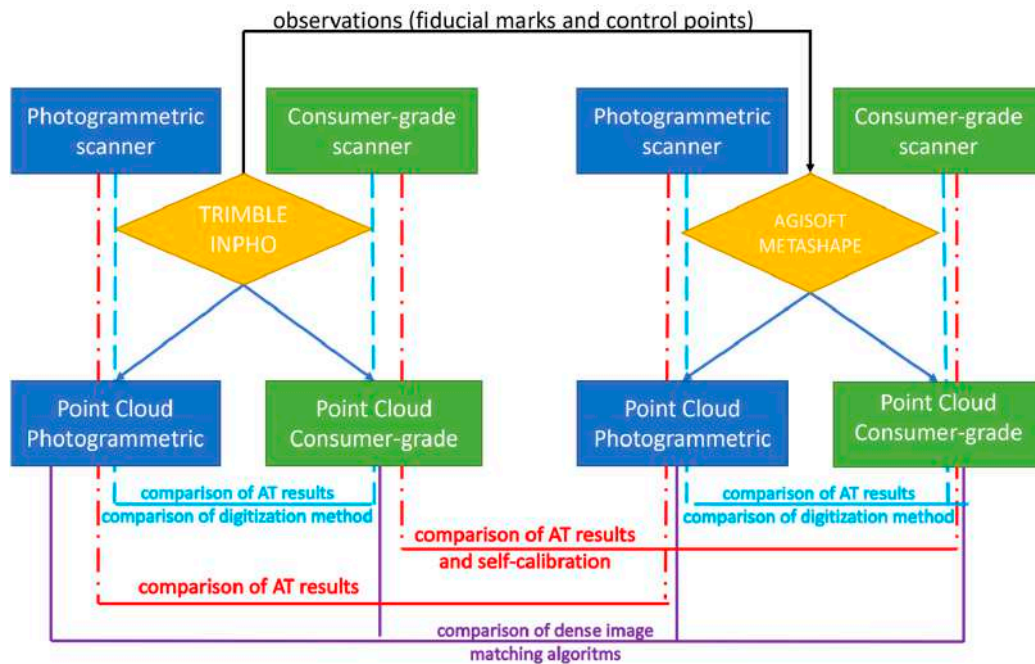 observations (fiducial marks and control points)
Photogrammetric
scanner
Consumer-grade
scanner
Photogrammetric
scanner
Consumer-grade
scanner
TRIMBLE
INPHO
AGISOFT
METASHAPE
Point Cloud
Photogrammetric
Point Cloud
Consumer-grade
Point Cloud
Photogrammetric
Point Cloud
Consumer-grade
comparison of AT results
comparison of digitization method
comparison of AT results
comparison of digitization method
comparison of AT results
and self-calibration
comparison of AT results
comparison of dense image
matching algoritms